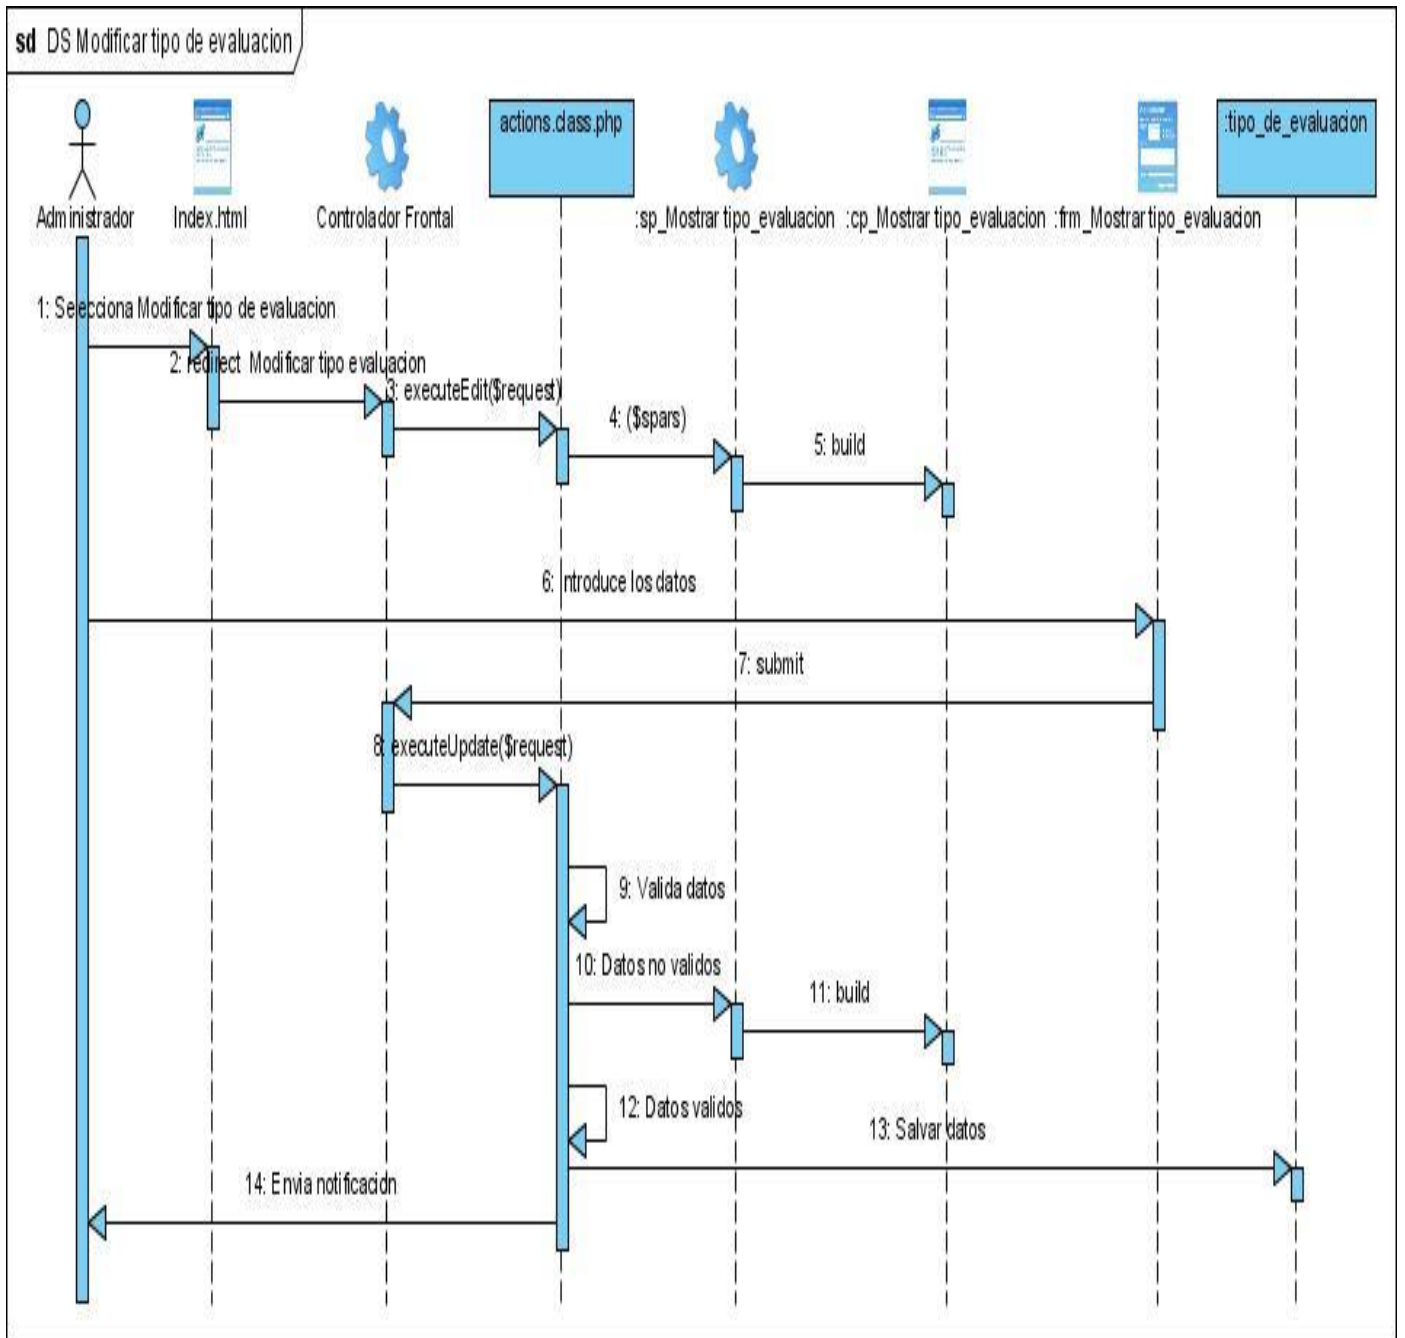 sd DS Modificar tipo de evaluacion
actions.class.php
:tipo_de_evaluacion
Administrador
Index.html
Controlador Frontal
:sp_Mostrar tipo_evaluacion
:cp_Mostrar tipo_evaluacion
:frm_Mostrar tipo_evaluacion
1: Selecciona Modificar tipo de evaluacion
2: redirect Modificar tipo evaluacion
3: executeEdit($request)
4: ($spars)
5: build
6: Introduce los datos
7: submit
8: executeUpdate($request)
9: Valida datos
10: Datos no validos
11: build
12: Datos validos
13: Salvar datos
14: Envia notificacion